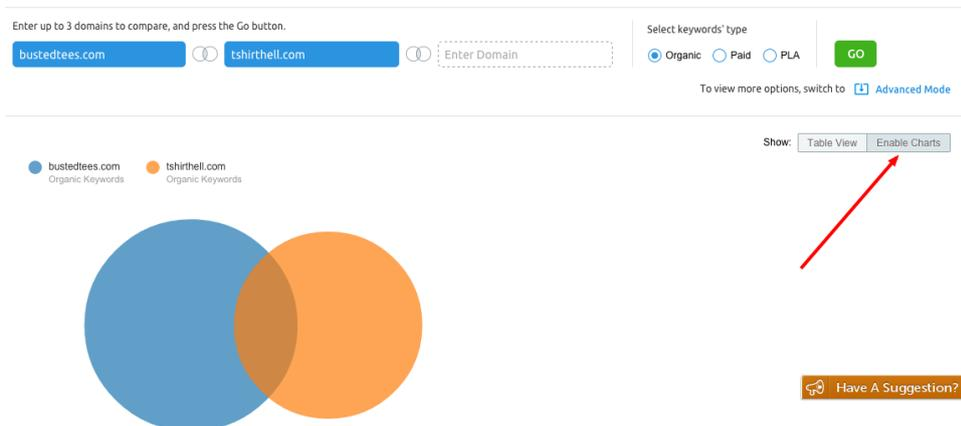 Enter up to 3 domains to compare, and press the Go button.
Select keywords' type
bustedtees.com
tshirthell.com
Enter Domain
Organic
Paid
PLA
GO
To view more options, switch to Advanced Mode
Show: Table View Enable Charts
bustedtees.com
Organic Keywords
tshirthell.com
Organic Keywords
Have A Suggestion?